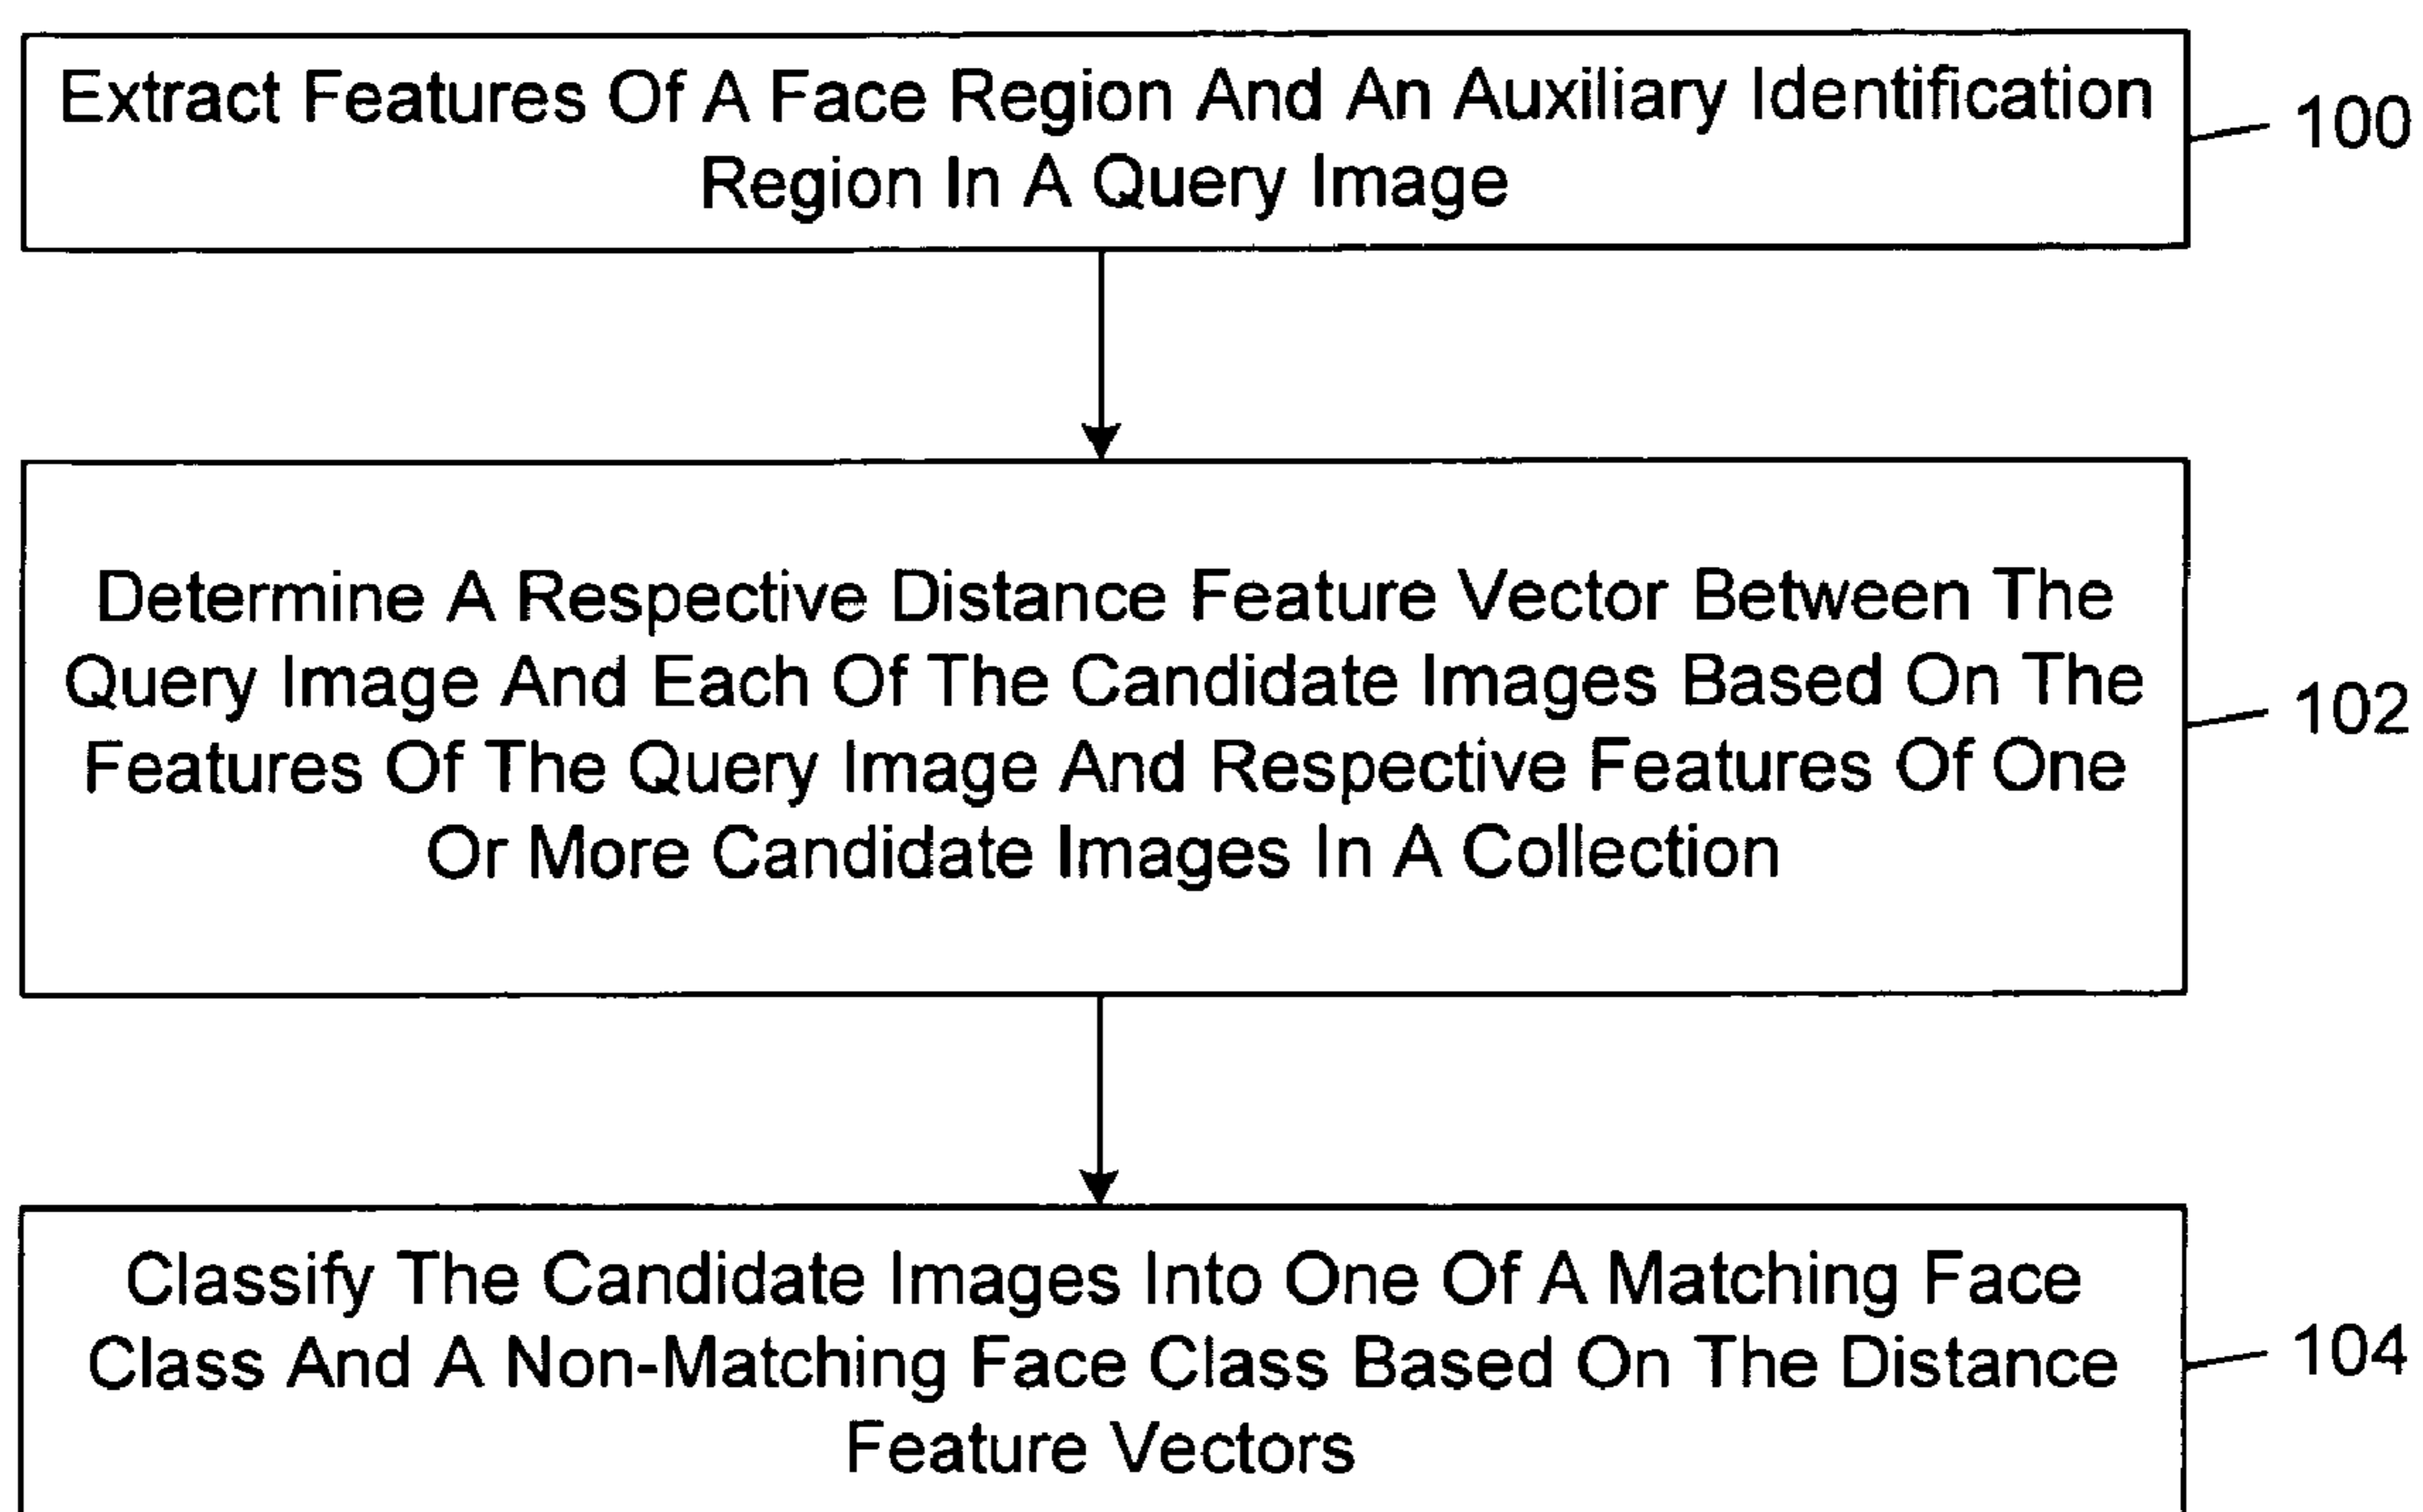 Extract Features Of A Face Region And An Auxiliary Identification
Region In A Query Image
100
Determine A Respective Distance Feature Vector Between The
Query Image And Each Of The Candidate Images Based On The
Features Of The Query Image And Respective Features Of One
Or More Candidate Images In A Collection
102
Classify The Candidate Images Into One Of A Matching Face
Class And A Non-Matching Face Class Based On The Distance
Feature Vectors
104